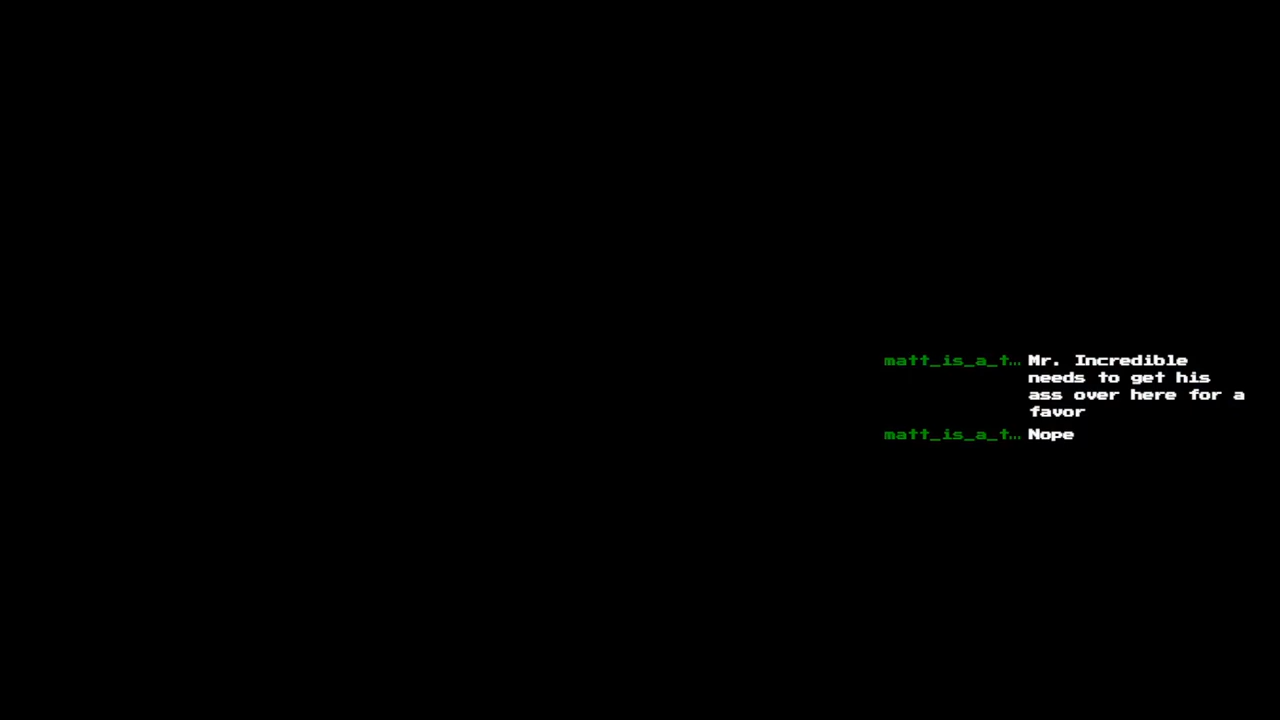 matt_is_a_t… Mr. Incredible
needs to get his
ass over here for a
favor
matt_is_a_t… Nope